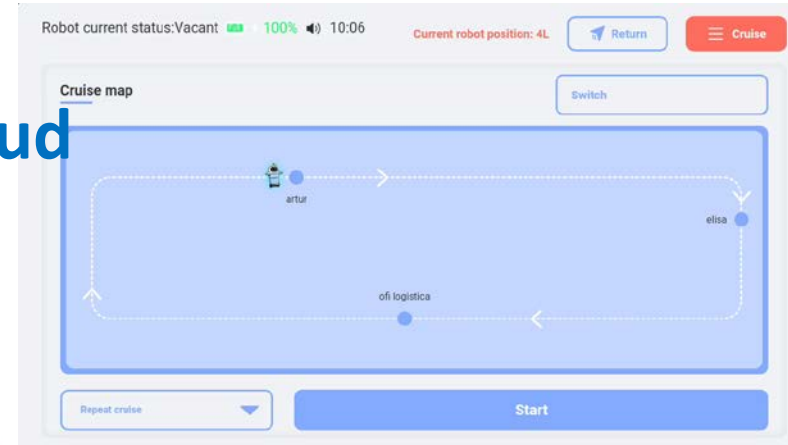 Robot current status:Vacant 100% 10:06 Current robot position: 4L Return Cruise
Cruise map
Switch
ud
artur
elisa
ofi logistica
Repeat cruise
Start